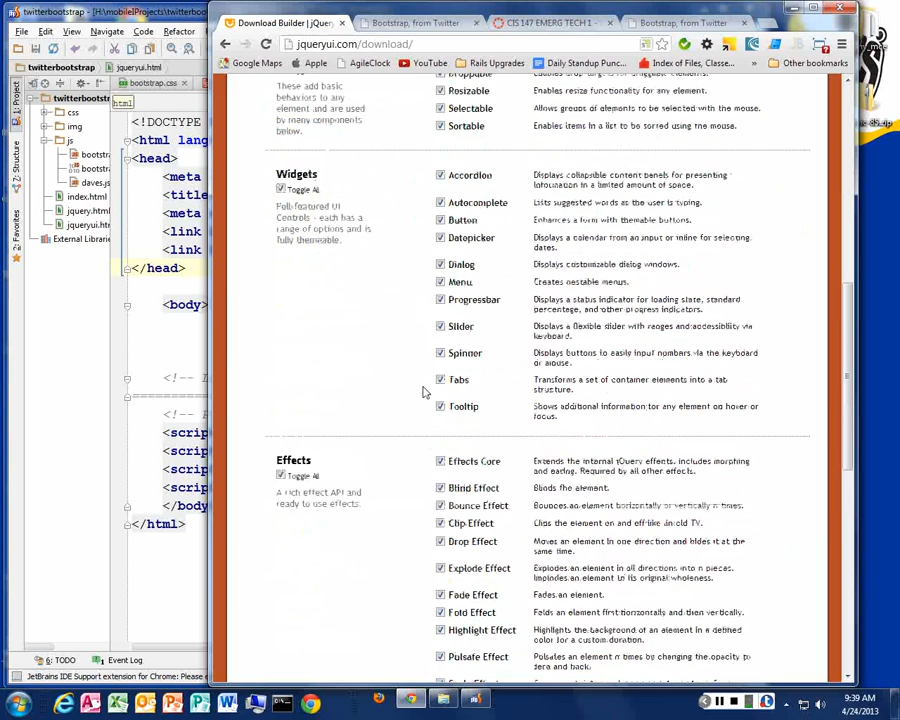 Download Builder | jQuery
Bootstrap, from Twitter
CIS 147 EMERG TECH 1 -
Bootstrap, from Twitter
jqueryui.com/download/
Google Maps
Apple
AgileClock
YouTube
Rails Upgrades
Daily Standup Punc...
Index of Files, Classe...
»
Other bookmarks
File Edit View Navigate Code Refactor
twitterbootstrap
jqueryui.html
bootstrap.css
html
1: Project
7: Structure
2: Favorites
twitterbootstr
css
img
js
bootstr
bootstra
daves.js
index.html
jquery.html
jqueryui.htm
External Librarie
<!DOCTYPE
<html lang
<head>
<meta
<title
<meta
<link
<link
</head>
<body>
<!--
<!--
<script
<script
<script
<script
</body>
</html>
These add basic
behaviors to any
element and are used
by many components
below.
Droppable
Resizable Enables resize functionality for any element.
Selectable Allows groups of elements to be selected with the mouse.
Sortable Enables items in a list to be sorted using the mouse.
Widgets
Toggle All
Full-featured UI
Controls - each has a
range of options and is
fully themeable.
Accordion Displays collapsible content panels for presenting
information in a limited amount of space.
Autocomplete Lists suggested words as the user is typing.
Button Enhances a form with themable buttons.
Datepicker Displays a calendar from an input or inline for selecting
dates.
Dialog Displays customizable dialog windows.
Menu Creates nestable menus.
Progressbar Displays a status indicator for loading state, standard
percentage, and other progress indicators.
Slider Displays a flexible slider with ranges and accessibility via
keyboard.
Spinner Displays buttons to easily input numbers via the keyboard
or mouse.
Tabs Transforms a set of container elements into a tab
structure.
Tooltip Shows additional information for any element on hover or
focus.
Effects
Toggle All
A rich effect API and
ready to use effects.
Effects Core Extends the internal jQuery effects, includes morphing
and easing. Required by all other effects.
Blind Effect Blinds the element.
Bounce Effect Bounces an element horizontally or vertically n times.
Clip Effect Clips the element on and off like an old TV.
Drop Effect Moves an element in one direction and hides it at the
same time.
Explode Effect Explodes an element in all directions into n pieces.
Implodes an element to its original wholeness.
Fade Effect Fades an element.
Fold Effect Folds an element first horizontally and then vertically.
Highlight Effect Highlights the background of an element in a defined
color for a custom duration.
Pulsate Effect Pulsates an element n times by changing the opacity to
zero and back.
6: TODO
1 Event Log
JetBrains IDE Support extension for Chrome: Please
9:39 AM
4/24/2013